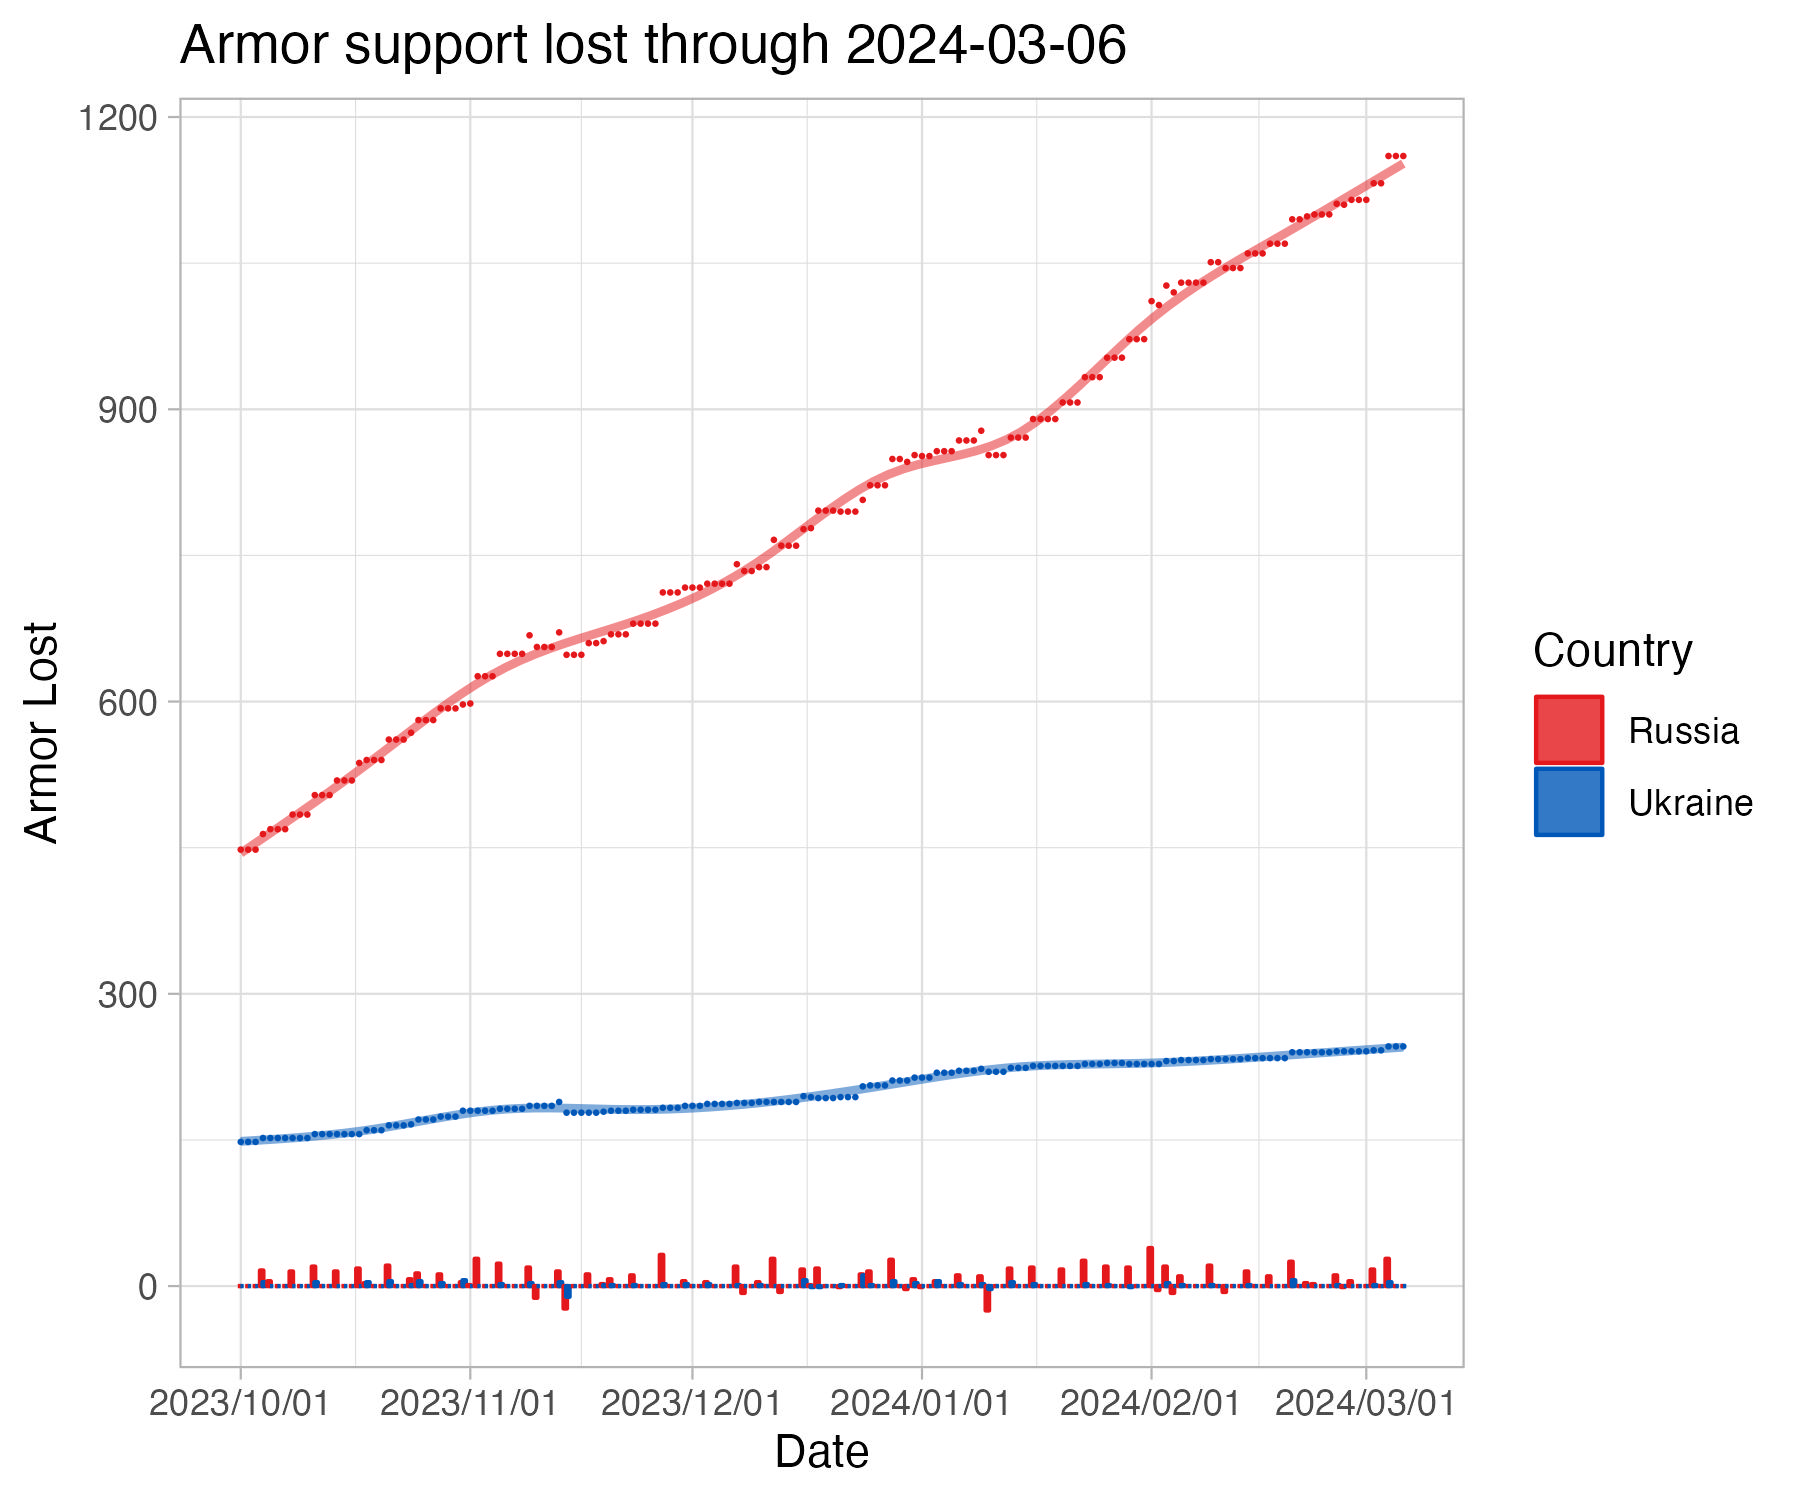 Armor support lost through 2024-03-06
1200
900
600
300
0
Armor Lost
2023/10/01
2023/11/01
2023/12/01
2024/01/01
2024/02/01
2024/03/01
Date
Country
Russia
Ukraine